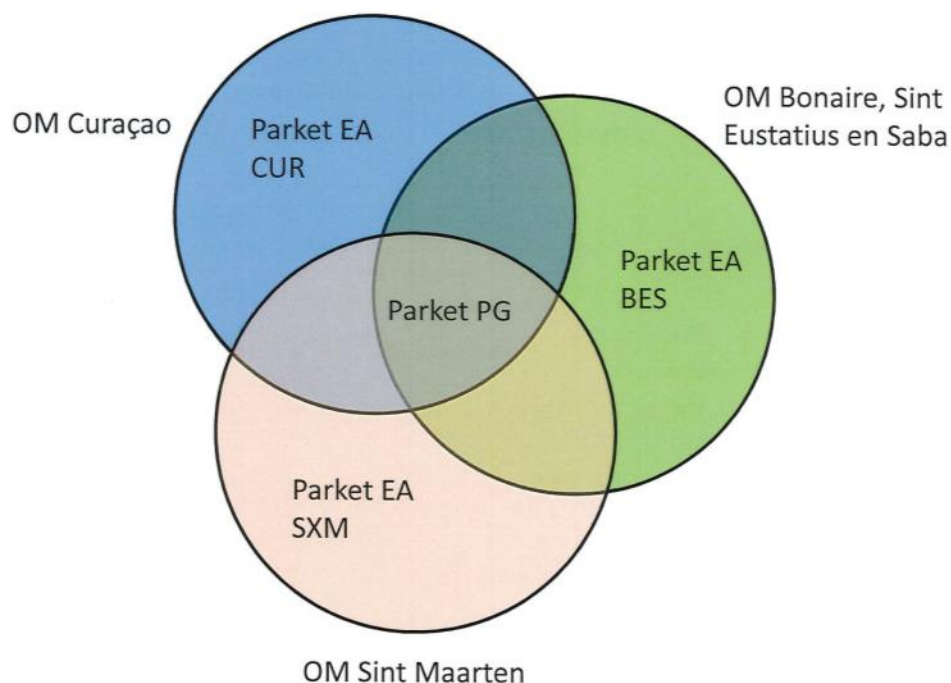 OM Curaçao
Parket EA
CUR
OM Bonaire, Sint
Eustatius en Saba
Parket EA
BES
Parket PG
Parket EA
SXM
OM Sint Maarten